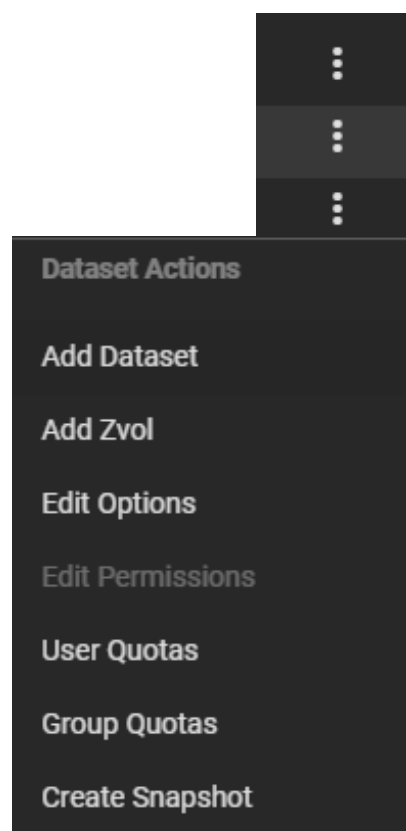 Dataset Actions
Add Dataset
Add Zvol
Edit Options
Edit Permissions
User Quotas
Group Quotas
Create Snapshot